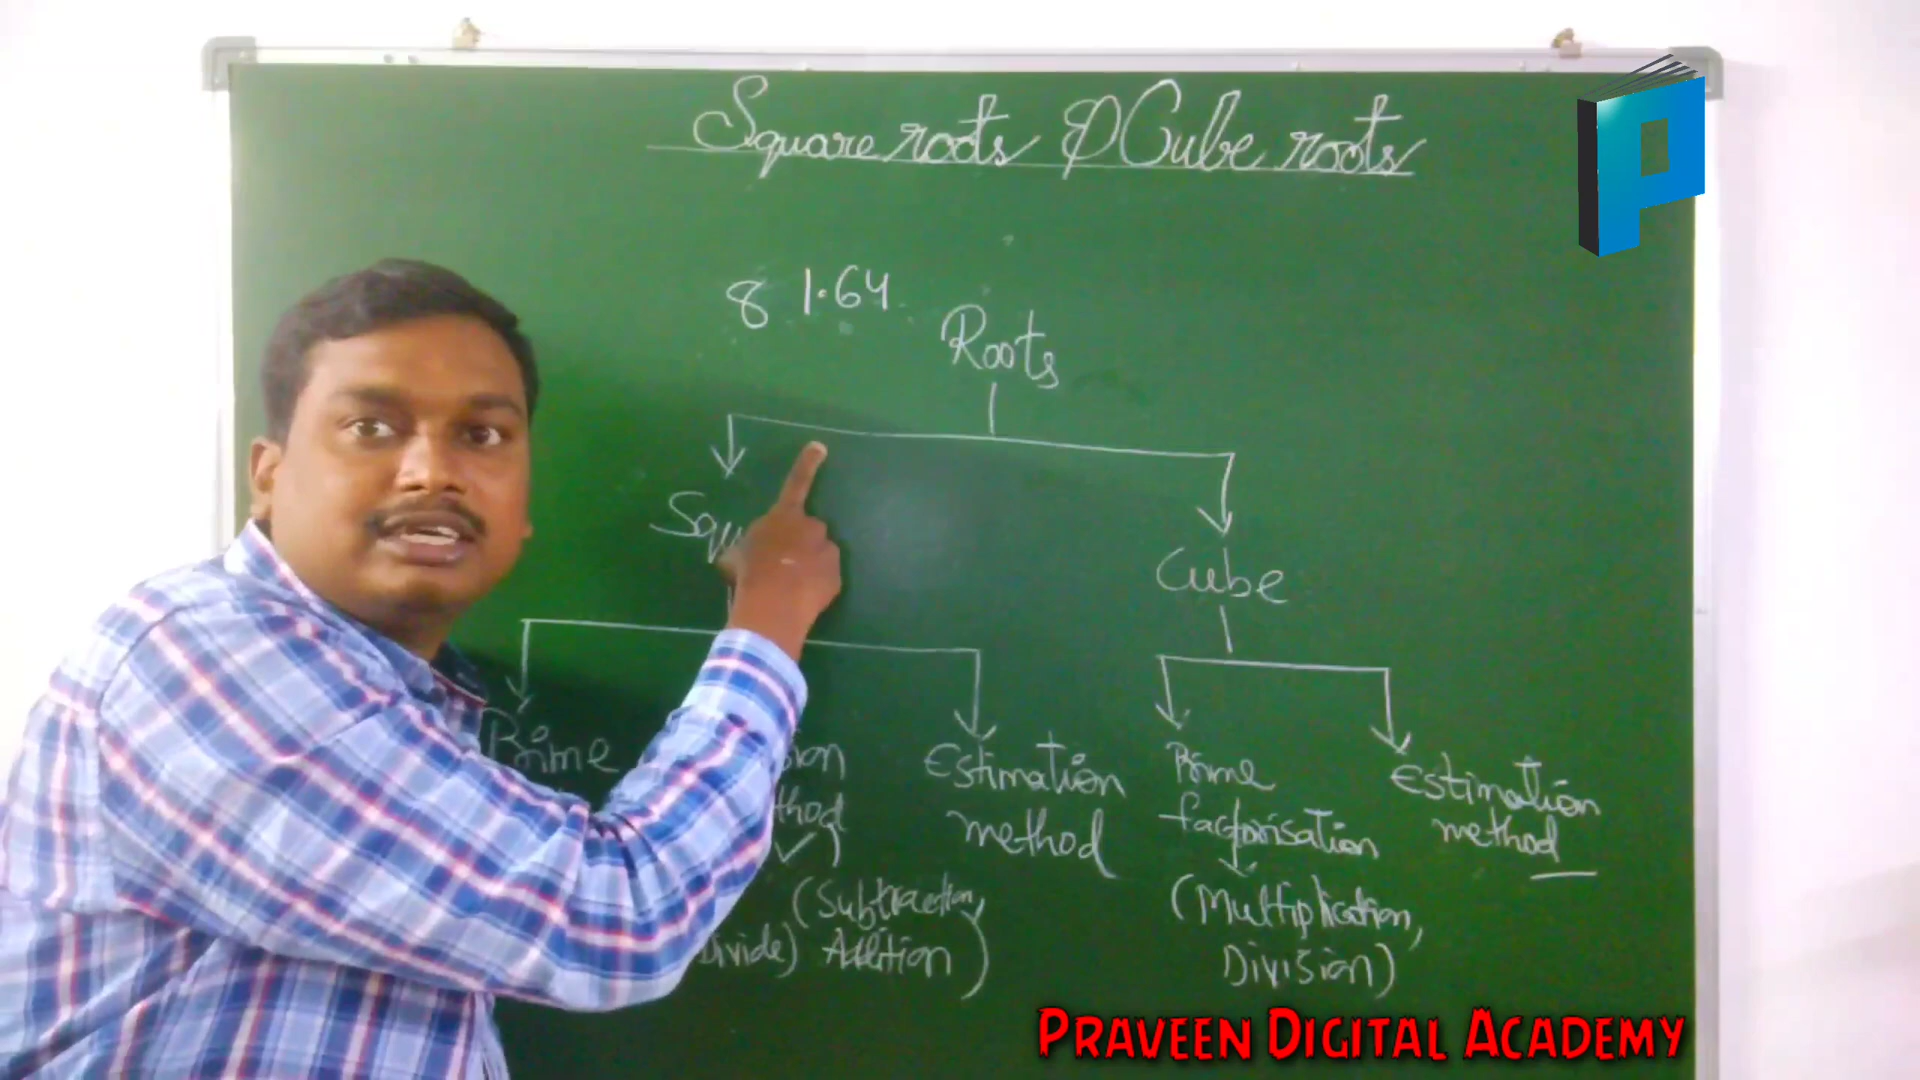 Square roots & Cube roots
8 1.64
Roots
Cube
Prime
Estimation
method
Prime
factorisation
(Multiplication,
Division)
Estimation
method
(Subtraction,
Addition)
PRAVEEN DIGITAL ACADEMY